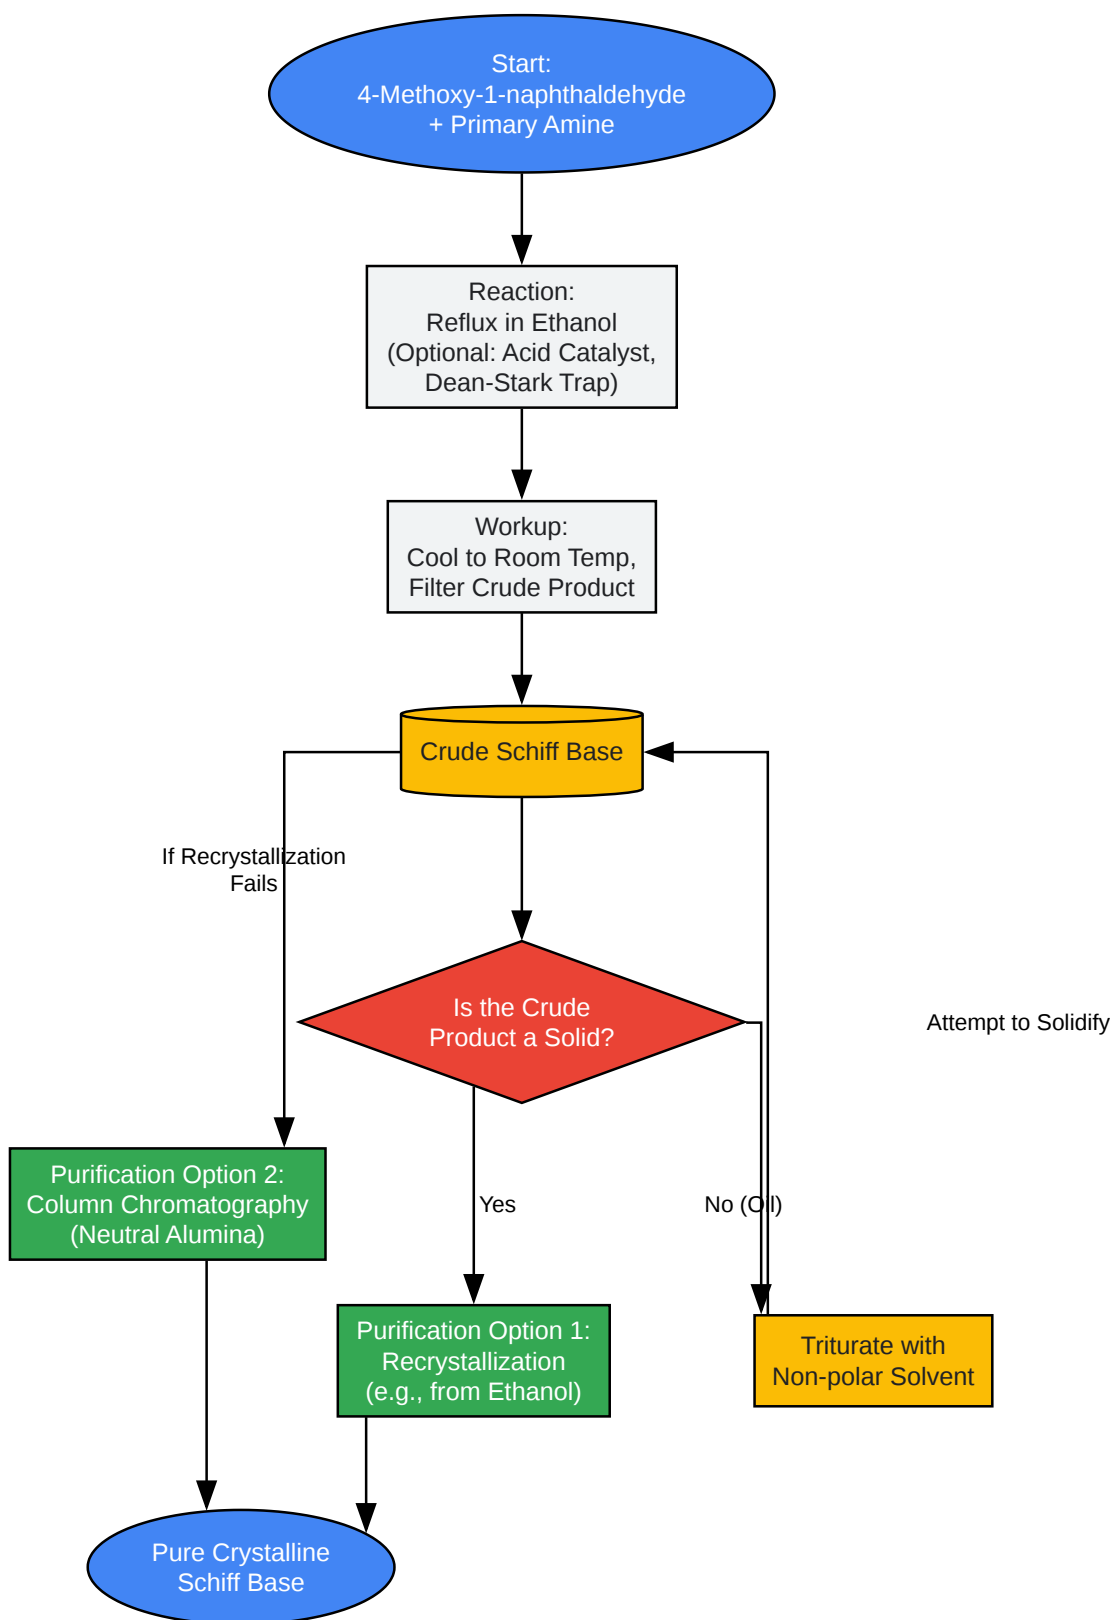 Start:
4-Methoxy-1-naphthaldehyde
+ Primary Amine
Reaction:
Reflux in Ethanol
(Optional: Acid Catalyst,
Dean-Stark Trap)
Workup:
Cool to Room Temp,
Filter Crude Product
Crude Schiff Base
If Recrystallization
Fails
Is the Crude
Product a Solid?
Attempt to Solidify
Purification Option 2:
Column Chromatography
(Neutral Alumina)
Yes
No (Oil)
Purification Option 1:
Recrystallization
(e.g., from Ethanol)
Triturate with
Non-polar Solvent
Pure Crystalline
Schiff Base